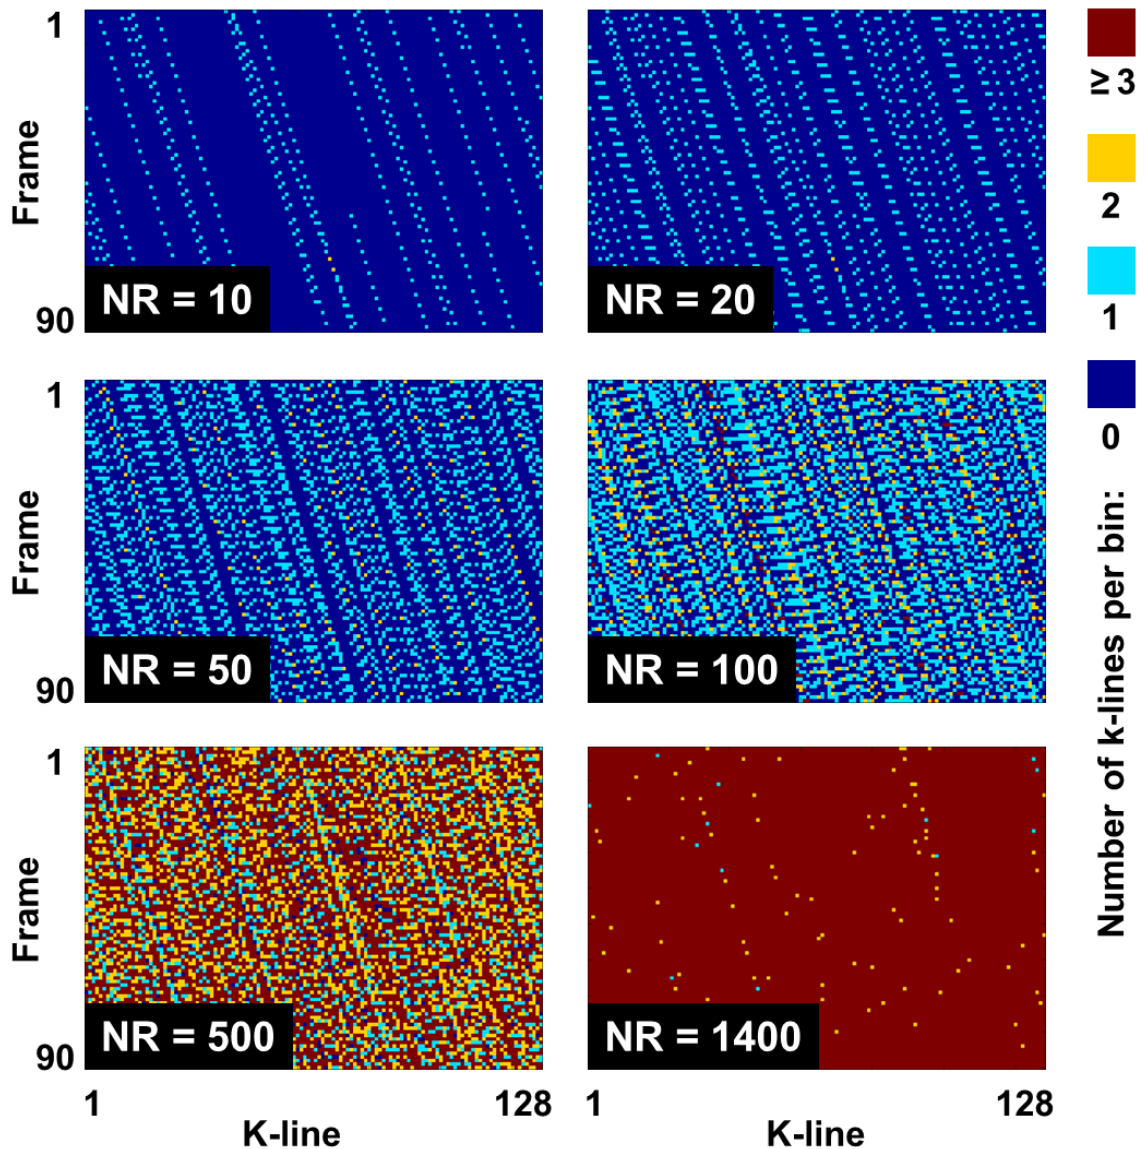 1
Frame
90
NR = 10
NR = 20
1
Frame
90
NR = 50
NR = 100
1
Frame
90
NR = 500
NR = 1400
1
128
K-line
1
128
K-line
≥ 3
2
1
0
Number of k-lines per bin: